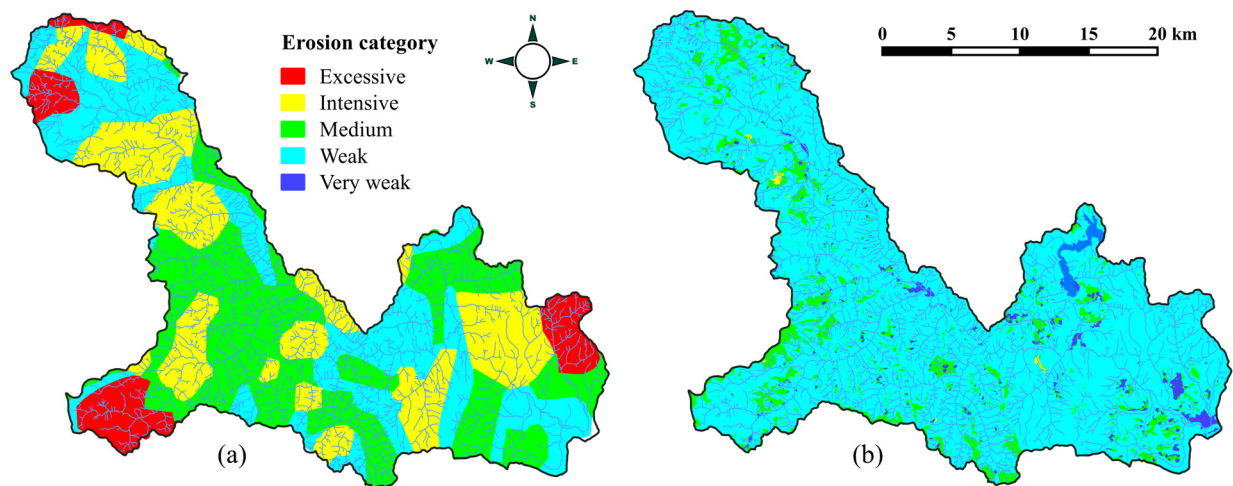 Erosion category
Excessive
Intensive
Medium
Weak
Very weak
N
W E
S
0 5 10 15 20 km
(a)
(b)